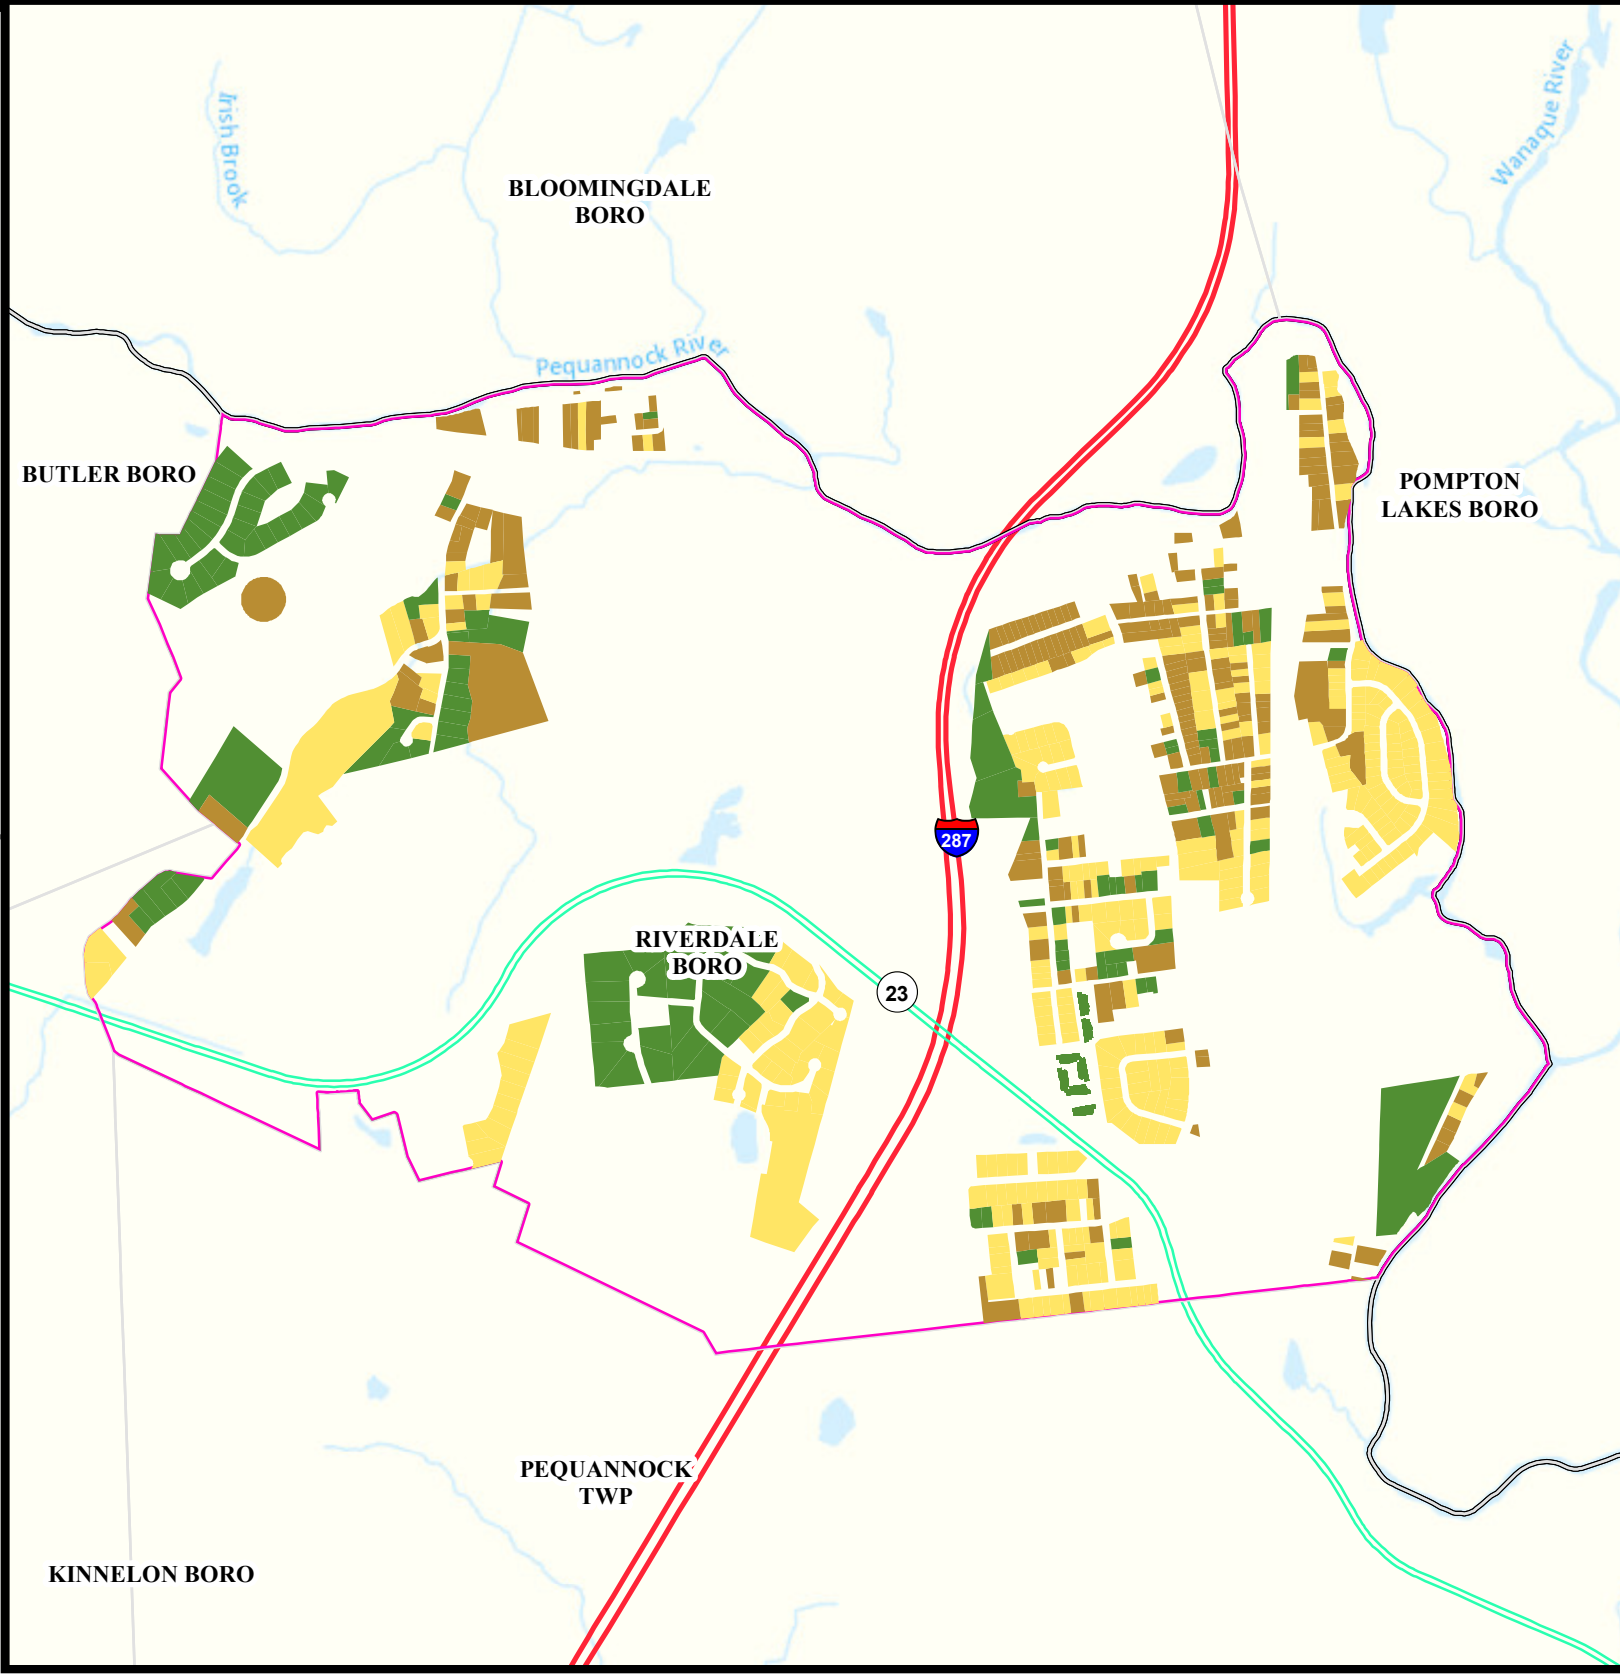 Irish Brook
Wanaque River
BLOOMINGDALE
BORO
Pequannock River
BUTLER BORO
POMPTON
LAKES BORO
287
RIVERDALE
BORO
23
PEQUANNOCK
TWP
KINNELON BORO